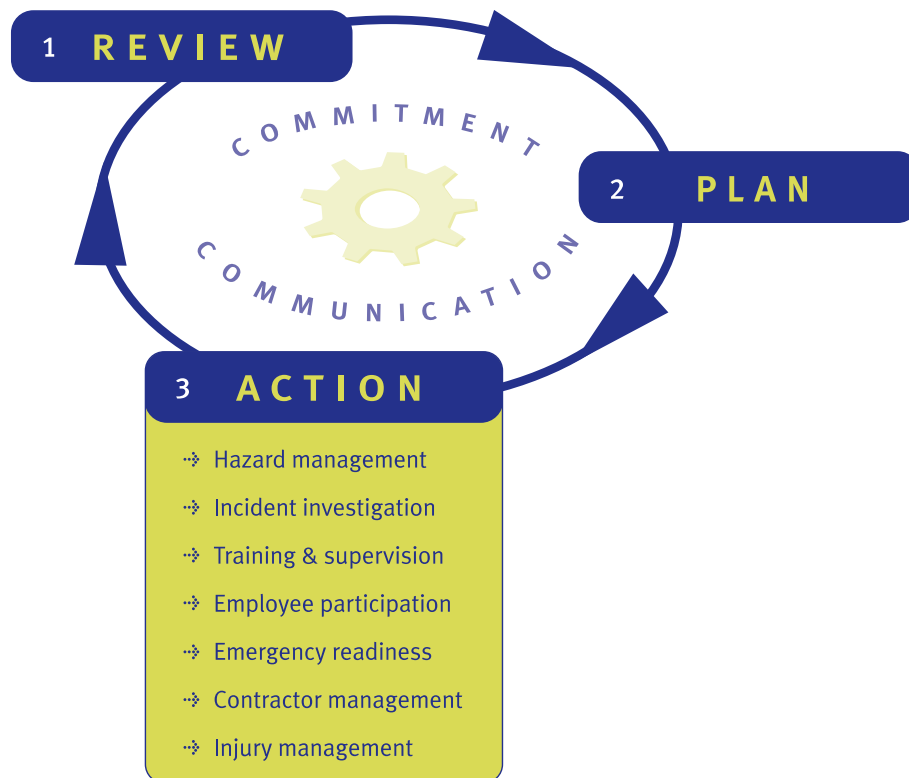 1 REVIEW
COMMITMENT
2 PLAN
COMMUNICATION
3 ACTION
Hazard management
Incident investigation
Training & supervision
Employee participation
Emergency readiness
Contractor management
Injury management